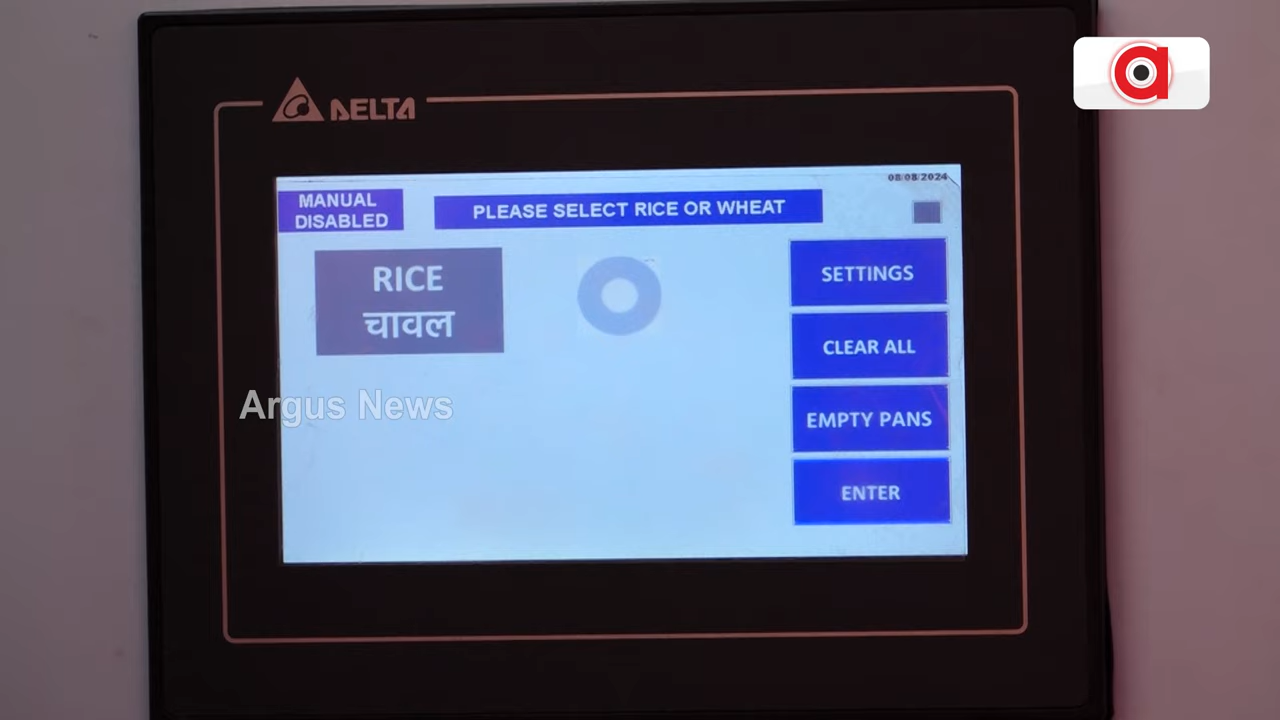 DELTA
08/08/2024
MANUAL
DISABLED
PLEASE SELECT RICE OR WHEAT
RICE
चावल
SETTINGS
CLEAR ALL
EMPTY PANS
ENTER
Argus News
a